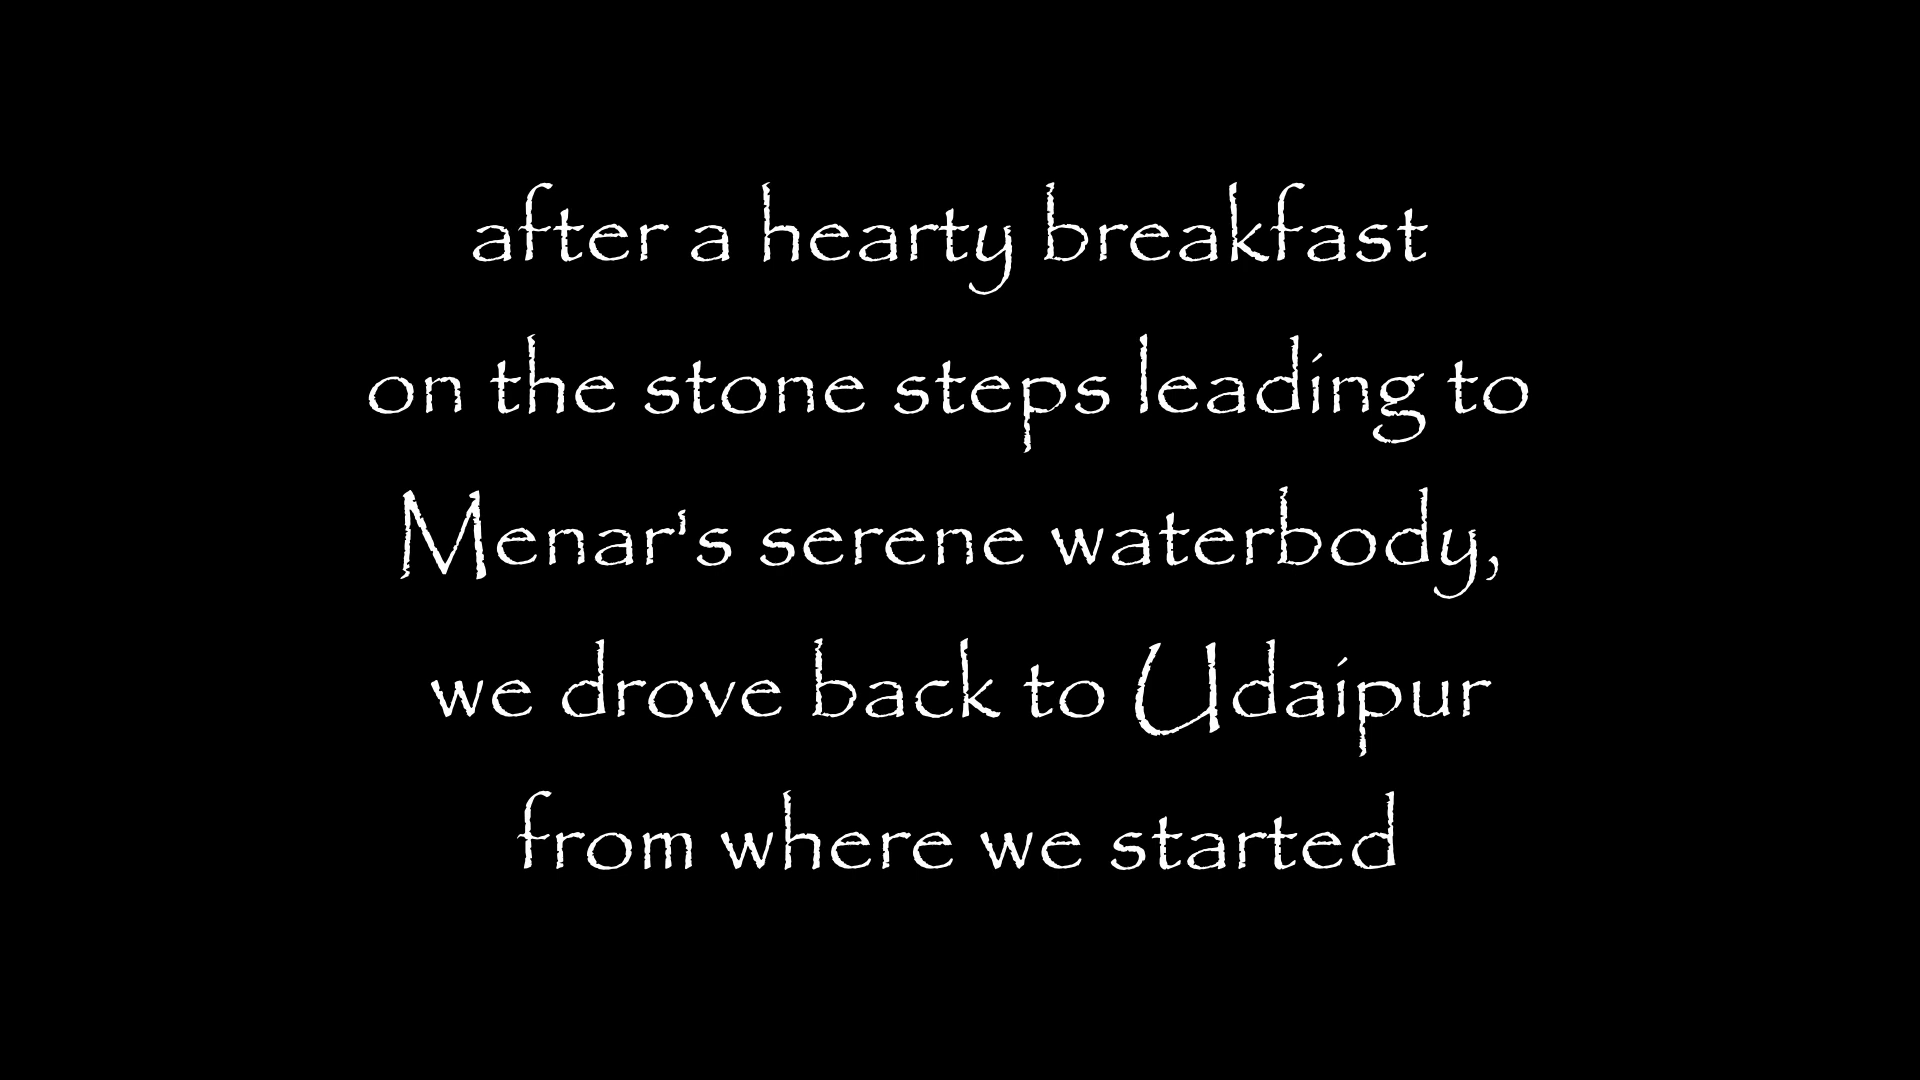 after a hearty breakfast
on the stone steps leading to
Menar's serene waterbody,
we drove back to Udaipur
from where we started